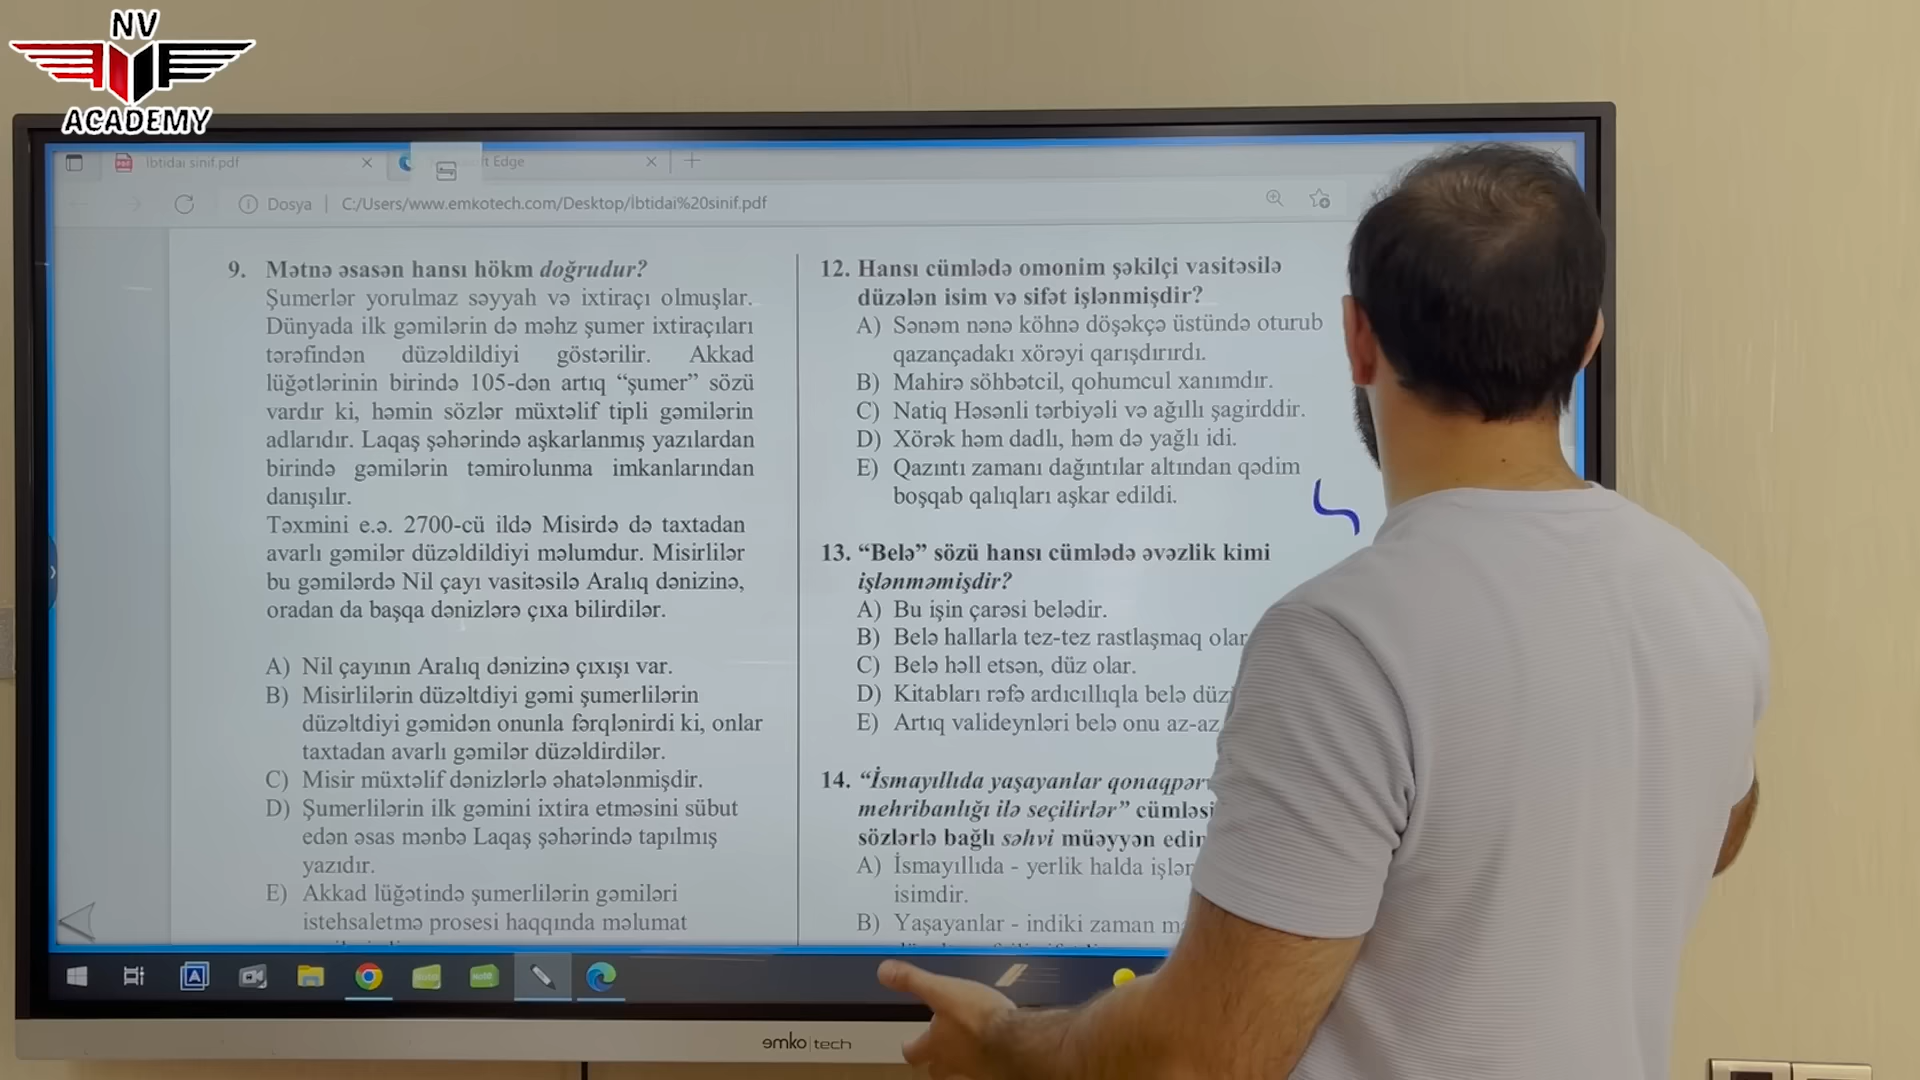 NV
ACADEMY
Ibtidai sinif.pdf
t Edge
Dosya | C:/Users/www.emkotech.com/Desktop/İbtidai%20sinif.pdf
9. Mətnə əsasən hansı hökm doğrudur?
Şumerlər yorulmaz səyyah və ixtiraçı olmuşlar.
Dünyada ilk gəmilərin də məhz şumer ixtiraçıları
tərəfindən düzəldildiyi göstərilir. Akkad
lüğətlərinin birində 105-dən artıq “şumer” sözü
vardır ki, həmin sözlər müxtəlif tipli gəmilərin
adlarıdır. Laqaş şəhərində aşkarlanmış yazılardan
birində gəmilərin təmirolunma imkanlarından
danışılır.
Təxmini e.ə. 2700-cü ildə Misirdə də taxtadan
avarlı gəmilər düzəldildiyi məlumdur. Misirlilər
bu gəmilərdə Nil çayı vasitəsilə Aralıq dənizinə,
oradan da başqa dənizlərə çıxa bilirdilər.
A) Nil çayının Aralıq dənizinə çıxışı var.
B) Misirlilərin düzəltdiyi gəmi şumerlilərin
düzəltdiyi gəmidən onunla fərqlənirdi ki, onlar
taxtadan avarlı gəmilər düzəldirdilər.
C) Misir müxtəlif dənizlərlə əhatələnmişdir.
D) Şumerlilərin ilk gəmini ixtira etməsini sübut
edən əsas mənbə Laqaş şəhərində tapılmış
yazıdır.
E) Akkad lüğətində şumerlilərin gəmiləri
istehsaletmə prosesi haqqında məlumat
12. Hansı cümlədə omonim şəkilçi vasitəsilə
düzələn isim və sifət işlənmişdir?
A) Sənəm nənə köhnə döşəkçə üstündə oturub
qazançadakı xörəyi qarışdırırdı.
B) Mahirə söhbətcil, qohumcul xanımdır.
C) Natiq Həsənli tərbiyəli və ağıllı şagirddir.
D) Xörək həm dadlı, həm də yağlı idi.
E) Qazıntı zamanı dağıntılar altından qədim
boşqab qalıqları aşkar edildi.
13. “Belə” sözü hansı cümlədə əvəzlik kimi
işlənməmişdir?
A) Bu işin çarəsi belədir.
B) Belə hallarla tez-tez rastlaşmaq olar
C) Belə həll etsən, düz olar.
D) Kitabları rəfə ardıcıllıqla belə düz
E) Artıq valideynləri belə onu az-az
14. “İsmayıllıda yaşayanlar qonaqpər
mehribanlığı ilə seçilirlər” cümləsi
sözlərlə bağlı səhvi müəyyən edin
A) İsmayıllıda - yerlik halda işlən
isimdir.
B) Yaşayanlar - indiki zaman m
emko | tech